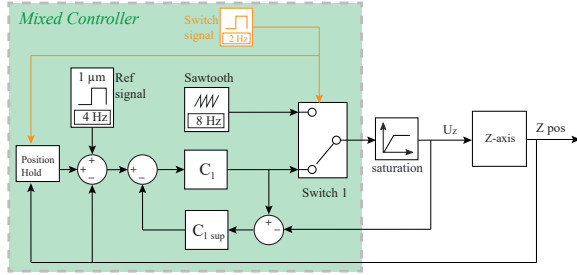 Mixed Controller
Switch
signal
2 Hz
1 µm
Ref
signal
4 Hz
Sawtooth
8 Hz
Position
Hold
+
+
−
+
−
C1
Switch 1
saturation
Uz
Z-axis
Z pos
C1 sup
+
−